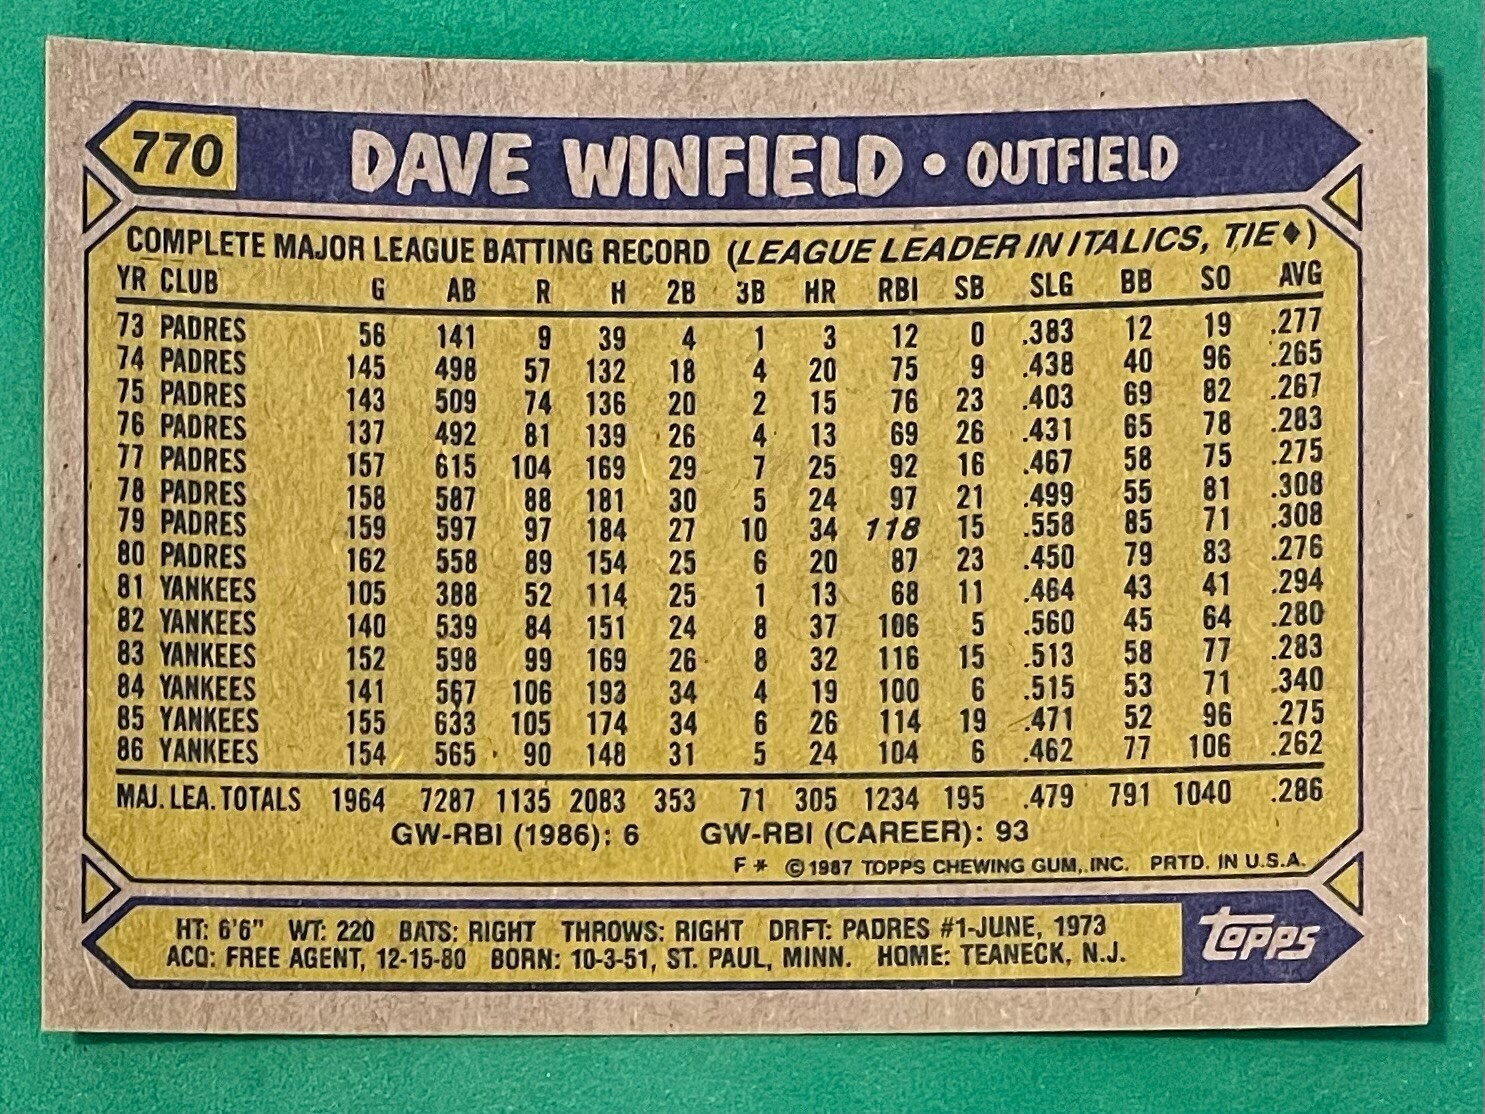 770 DAVE WINFIELD • OUTFIELD
COMPLETE MAJOR LEAGUE BATTING RECORD (LEAGUE LEADER IN ITALICS, TIE♦)
YR CLUB G AB R H 2B 3B HR RBI SB SLG BB SO AVG
73 PADRES 56 141 9 39 4 1 3 12 0 .383 12 19 .277
74 PADRES 145 498 57 132 18 4 20 75 9 .438 40 96 .265
75 PADRES 143 509 74 136 20 2 15 76 23 .403 69 82 .267
76 PADRES 137 492 81 139 26 4 13 69 26 .431 65 78 .283
77 PADRES 157 615 104 169 29 7 25 92 16 .467 58 75 .275
78 PADRES 158 587 88 181 30 5 24 97 21 .499 55 81 .308
79 PADRES 159 597 97 184 27 10 34 118 15 .558 85 71 .308
80 PADRES 162 558 89 154 25 6 20 87 23 .450 79 83 .276
81 YANKEES 105 388 52 114 25 1 13 68 11 .464 43 41 .294
82 YANKEES 140 539 84 151 24 8 37 106 5 .560 45 64 .280
83 YANKEES 152 598 99 169 26 8 32 116 15 .513 58 77 .283
84 YANKEES 141 567 106 193 34 4 19 100 6 .515 53 71 .340
85 YANKEES 155 633 105 174 34 6 26 114 19 .471 52 96 .275
86 YANKEES 154 565 90 148 31 5 24 104 6 .462 77 106 .262
MAJ. LEA. TOTALS 1964 7287 1135 2083 353 71 305 1234 195 .479 791 1040 .286
GW-RBI (1986): 6 GW-RBI (CAREER): 93
F * © 1987 TOPPS CHEWING GUM, INC. PRTD. IN U.S.A.
HT: 6'6" WT: 220 BATS: RIGHT THROWS: RIGHT DRFT: PADRES #1-JUNE, 1973
ACQ: FREE AGENT, 12-15-80 BORN: 10-3-51, ST. PAUL, MINN. HOME: TEANECK, N.J.
topps